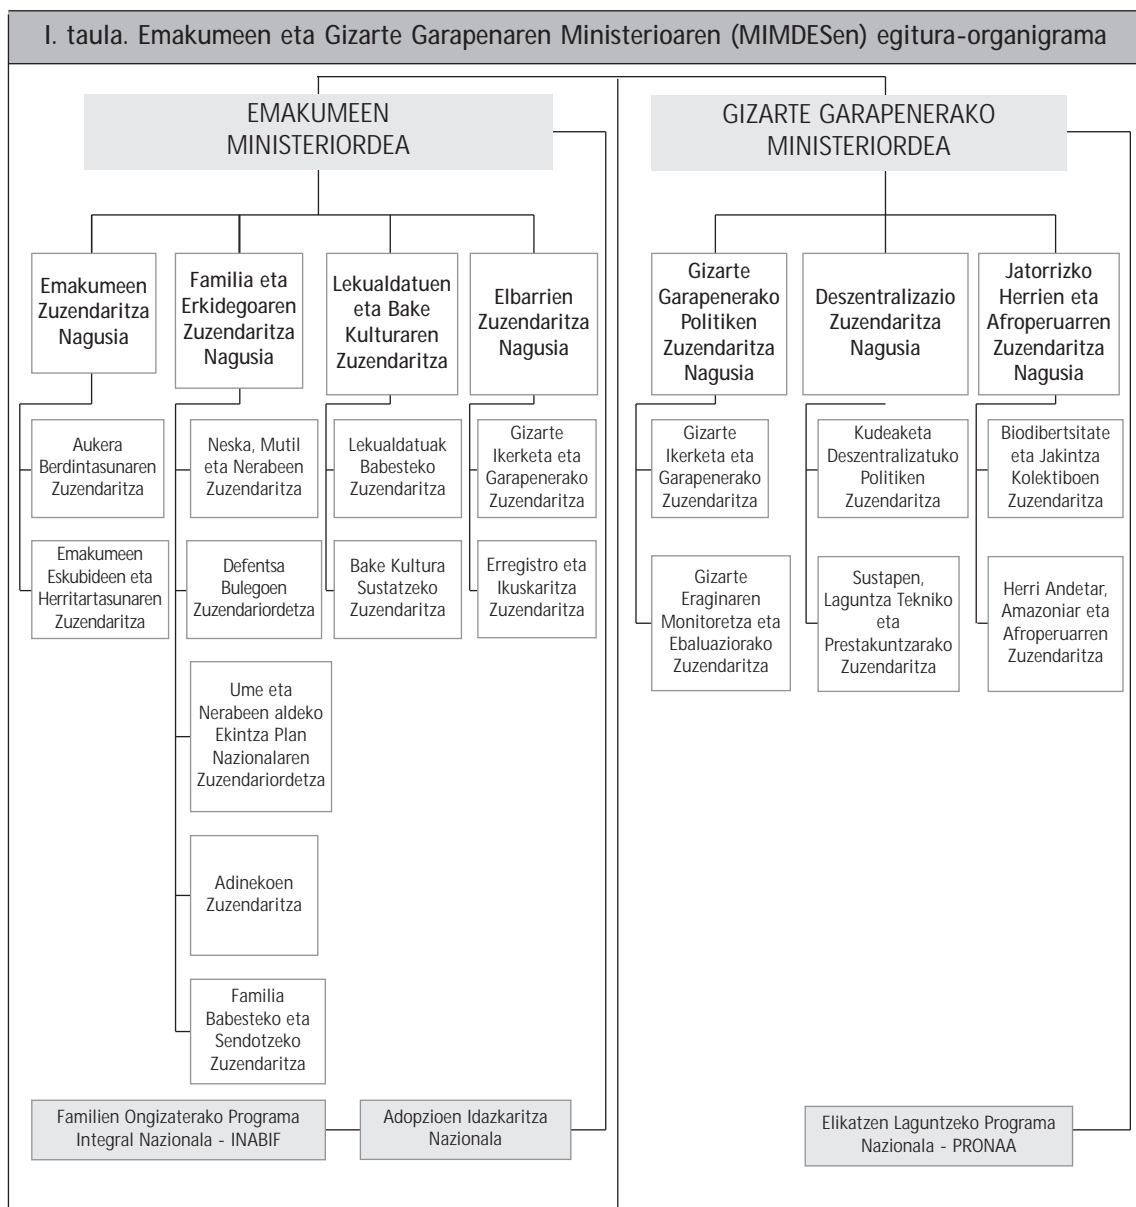 I. taula. Emakumeen eta Gizarte Garapenaren Ministerioaren (MIMDESen) egitura-organigrama
EMAKUMEEN
MINISTERIORDEA
Emakumeen
Zuzendaritza
Nagusia
Aukera
Berdintasunaren
Zuzendaritza
Emakumeen
Eskubideen eta
Herritartasunaren
Zuzendaritza
Familia eta
Erkidegoaren
Zuzendaritza
Nagusia
Neska, Mutil
eta Nerabeen
Zuzendaritza
Defentsa
Bulegoen
Zuzendariordetza
Ume eta
Nerabeen aldeko
Ekintza Plan
Nazionalaren
Zuzendariordetza
Adinekoen
Zuzendaritza
Familia
Babesteko eta
Sendotzeko
Zuzendaritza
Lekualdatuen
eta Bake
Kulturaren
Zuzendaritza
Lekualdatuak
Babesteko
Zuzendaritza
Bake Kultura
Sustatzeko
Zuzendaritza
Elbarrien
Zuzendaritza
Nagusia
Gizarte
Ikerketa eta
Garapenerako
Zuzendaritza
Erregistro eta
Ikuskaritza
Zuzendaritza
Familien Ongizaterako Programa
Integral Nazionala - INABIF
Adopzioen Idazkaritza
Nazionala
GIZARTE GARAPENERAKO
MINISTERIORDEA
Gizarte
Garapenerako
Politiken
Zuzendaritza
Nagusia
Gizarte
Ikerketa eta
Garapenerako
Zuzendaritza
Gizarte
Eraginaren
Monitoretza eta
Ebaluaziorako
Zuzendaritza
Deszentralizazio
Zuzendaritza
Nagusia
Kudeaketa
Deszentralizatuko
Politiken
Zuzendaritza
Sustapen,
Laguntza Tekniko
eta
Prestakuntzarako
Zuzendaritza
Jatorrizko
Herrien eta
Afroperuarren
Zuzendaritza
Nagusia
Biodibertsitate
eta Jakintza
Kolektiboen
Zuzendaritza
Herri Andetar,
Amazoniar eta
Afroperuarren
Zuzendaritza
Elikatzen Laguntzeko Programa
Nazionala - PRONAA